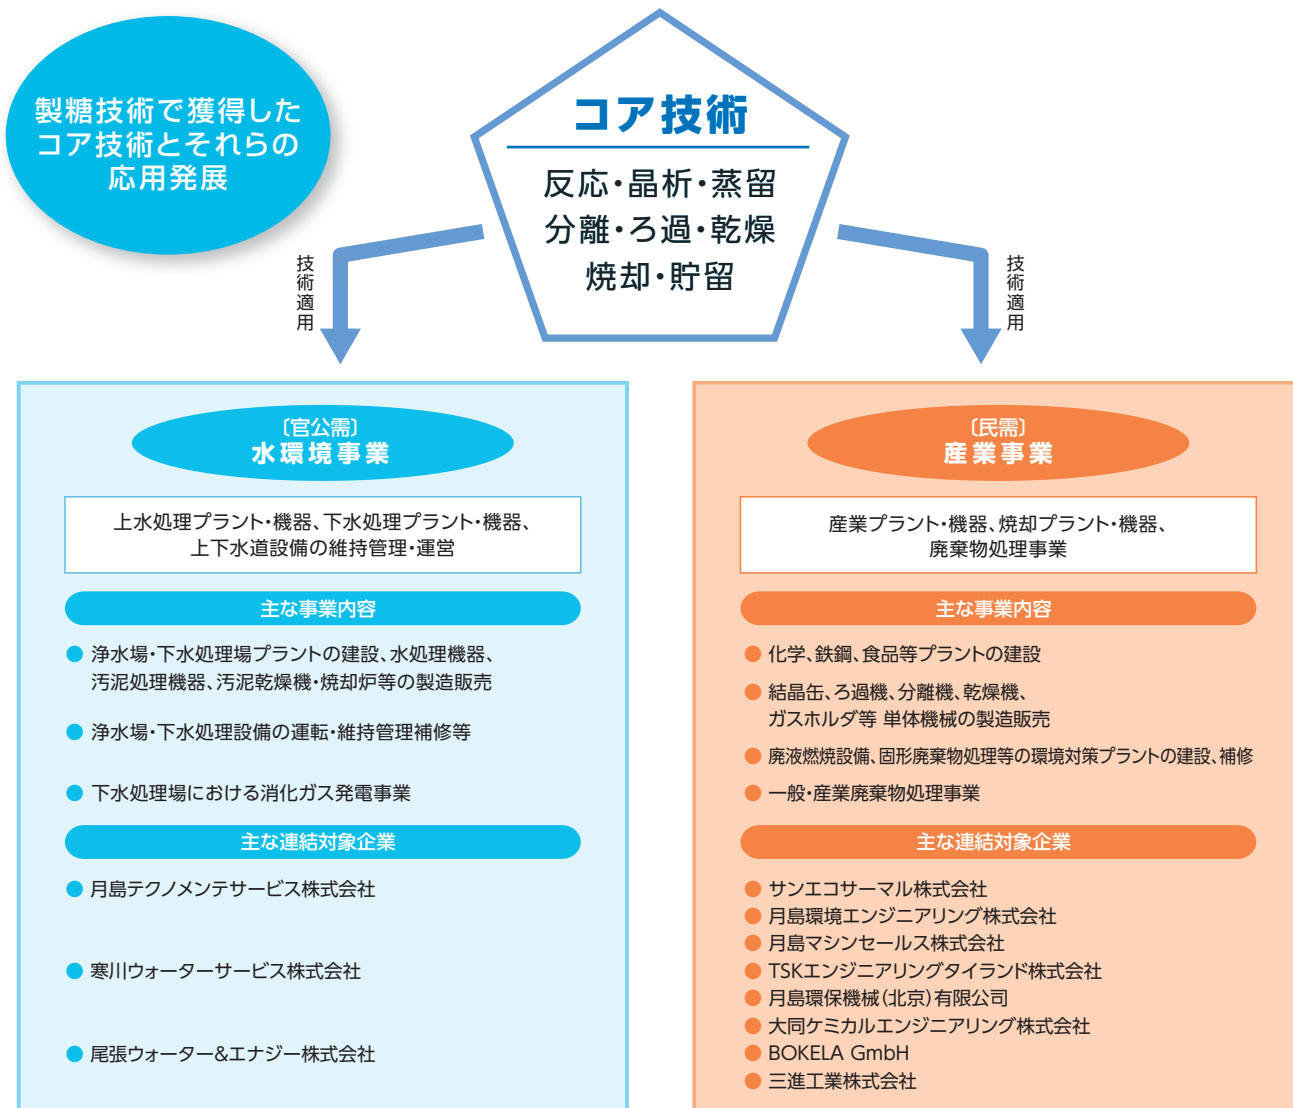 製糖技術で獲得した
コア技術とそれらの
応用発展
コア技術
反応・晶析・蒸留
分離・ろ過・乾燥
焼却・貯留
技術適用
技術適用
〔官公需〕
水環境事業
上水処理プラント・機器、下水処理プラント・機器、
上下水道設備の維持管理・運営
主な事業内容
● 浄水場・下水処理場プラントの建設、水処理機器、
汚泥処理機器、汚泥乾燥機・焼却炉等の製造販売
● 浄水場・下水処理設備の運転・維持管理補修等
● 下水処理場における消化ガス発電事業
主な連結対象企業
● 月島テクノメンテサービス株式会社
● 寒川ウォーターサービス株式会社
● 尾張ウォーター&エナジー株式会社
〔民需〕
産業事業
産業プラント・機器、焼却プラント・機器、
廃棄物処理事業
主な事業内容
● 化学、鉄鋼、食品等プラントの建設
● 結晶缶、ろ過機、分離機、乾燥機、
ガスホルダ等 単体機械の製造販売
● 廃液燃焼設備、固形廃棄物処理等の環境対策プラントの建設、補修
● 一般・産業廃棄物処理事業
主な連結対象企業
● サンエコサーマル株式会社
● 月島環境エンジニアリング株式会社
● 月島マシンセールス株式会社
● TSKエンジニアリングタイランド株式会社
● 月島環保機械(北京)有限公司
● 大同ケミカルエンジニアリング株式会社
● BOKELA GmbH
● 三進工業株式会社